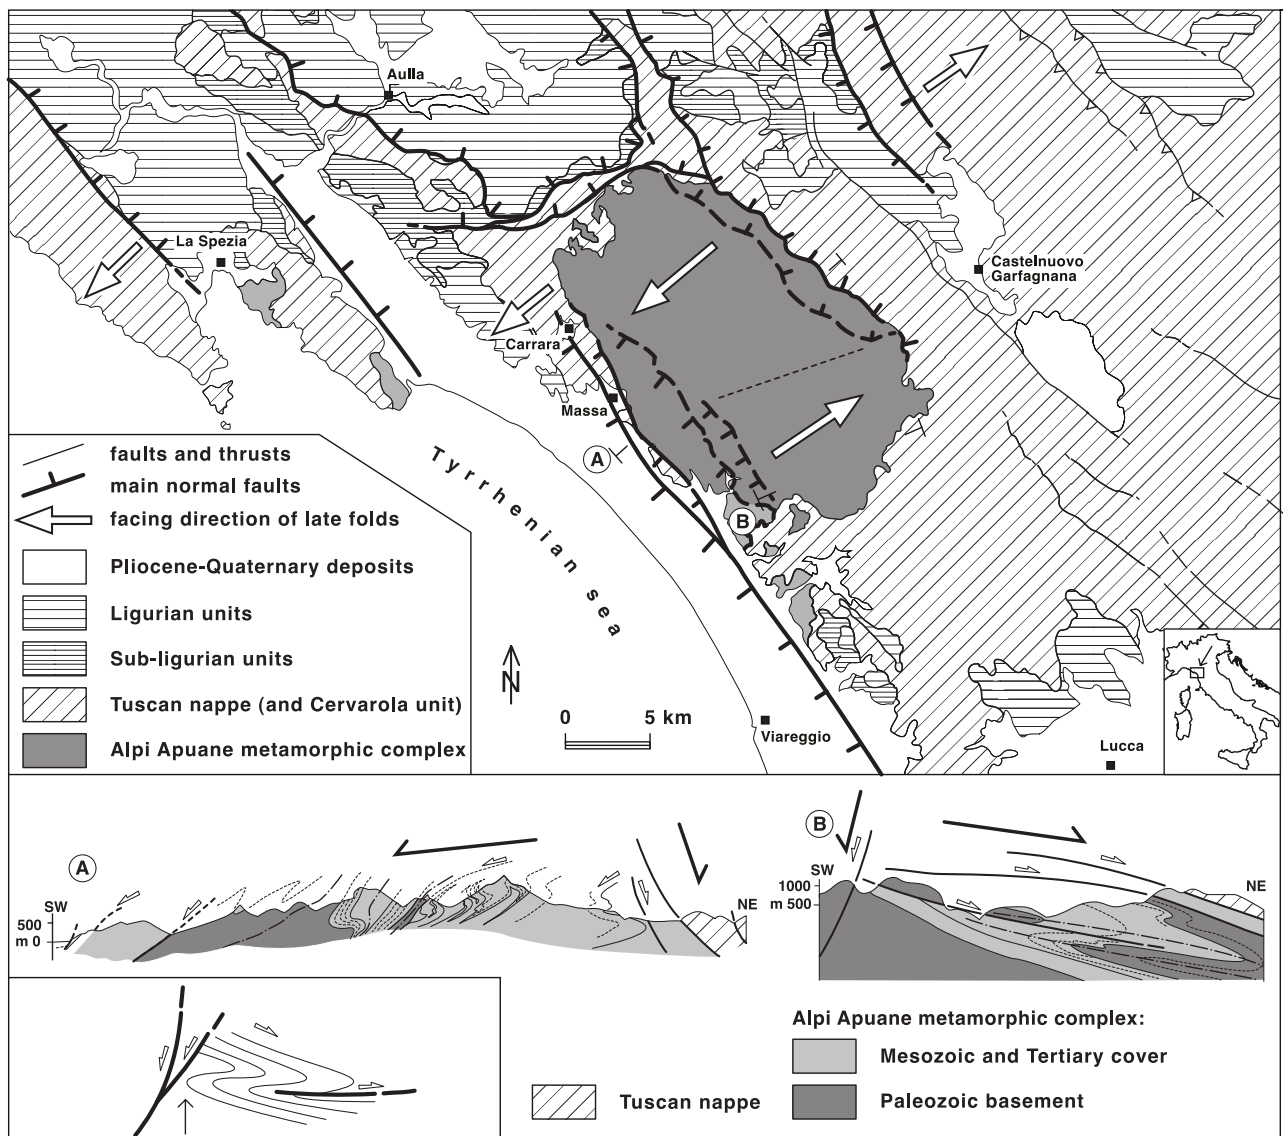 Aulla
La Spezia
Castelnuovo
Garfagnana
Carrara
Massa
A
B
Tyrrhenian sea
faults and thrusts
main normal faults
facing direction of late folds
Pliocene-Quaternary deposits
Ligurian units
Sub-ligurian units
Tuscan nappe (and Cervarola unit)
Alpi Apuane metamorphic complex
N
0 5 km
Viareggio
Lucca
A
SW
500
m 0
NE
B
SW
1000
m 500
NE
Alpi Apuane metamorphic complex:
Mesozoic and Tertiary cover
Tuscan nappe
Paleozoic basement